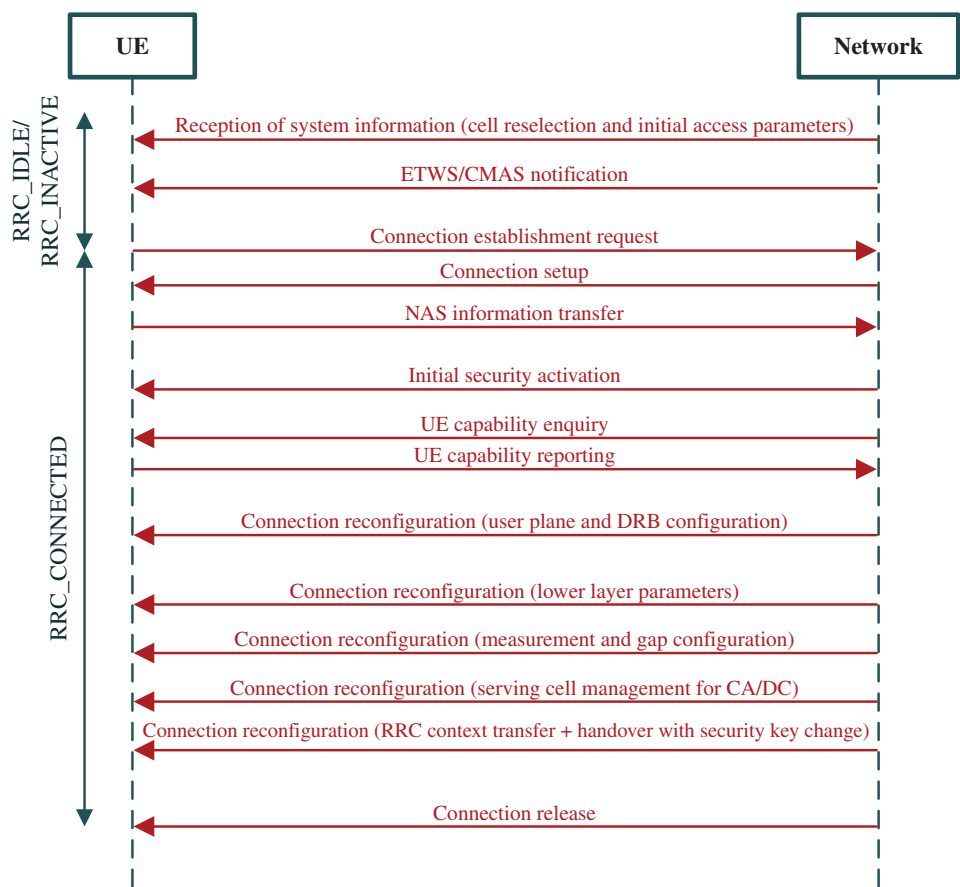 UE
Network
RRC_IDLE/
RRC_INACTIVE
Reception of system information (cell reselection and initial access parameters)
ETWS/CMAS notification
Connection establishment request
RRC_CONNECTED
Connection setup
NAS information transfer
Initial security activation
UE capability enquiry
UE capability reporting
Connection reconfiguration (user plane and DRB configuration)
Connection reconfiguration (lower layer parameters)
Connection reconfiguration (measurement and gap configuration)
Connection reconfiguration (serving cell management for CA/DC)
Connection reconfiguration (RRC context transfer + handover with security key change)
Connection release